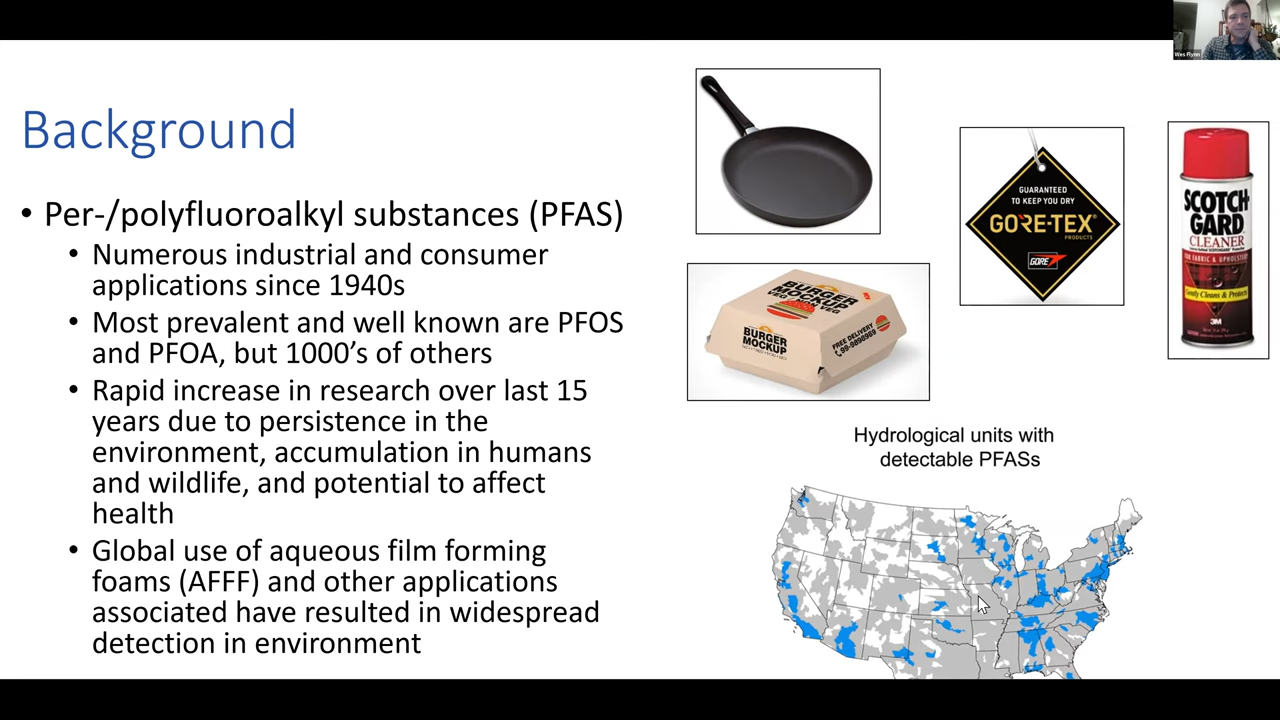 Wes Flynn
Background
• Per-/polyfluoroalkyl substances (PFAS)
• Numerous industrial and consumer
applications since 1940s
• Most prevalent and well known are PFOS
and PFOA, but 1000's of others
• Rapid increase in research over last 15
years due to persistence in the
environment, accumulation in humans
and wildlife, and potential to affect
health
• Global use of aqueous film forming
foams (AFFF) and other applications
associated have resulted in widespread
detection in environment
GUARANTEED
TO KEEP YOU DRY
GORE-TEX®
PRODUCTS
GORE
SCOTCH
GARD
CLEANER
FOR FABRIC & UPHOLSTERY
Gently Cleans & Protects
3M
BURGER
MOCKUP
VEG
BURGER
MOCKUP
FREE DELIVERY
99-9898989
Hydrological units with
detectable PFASs